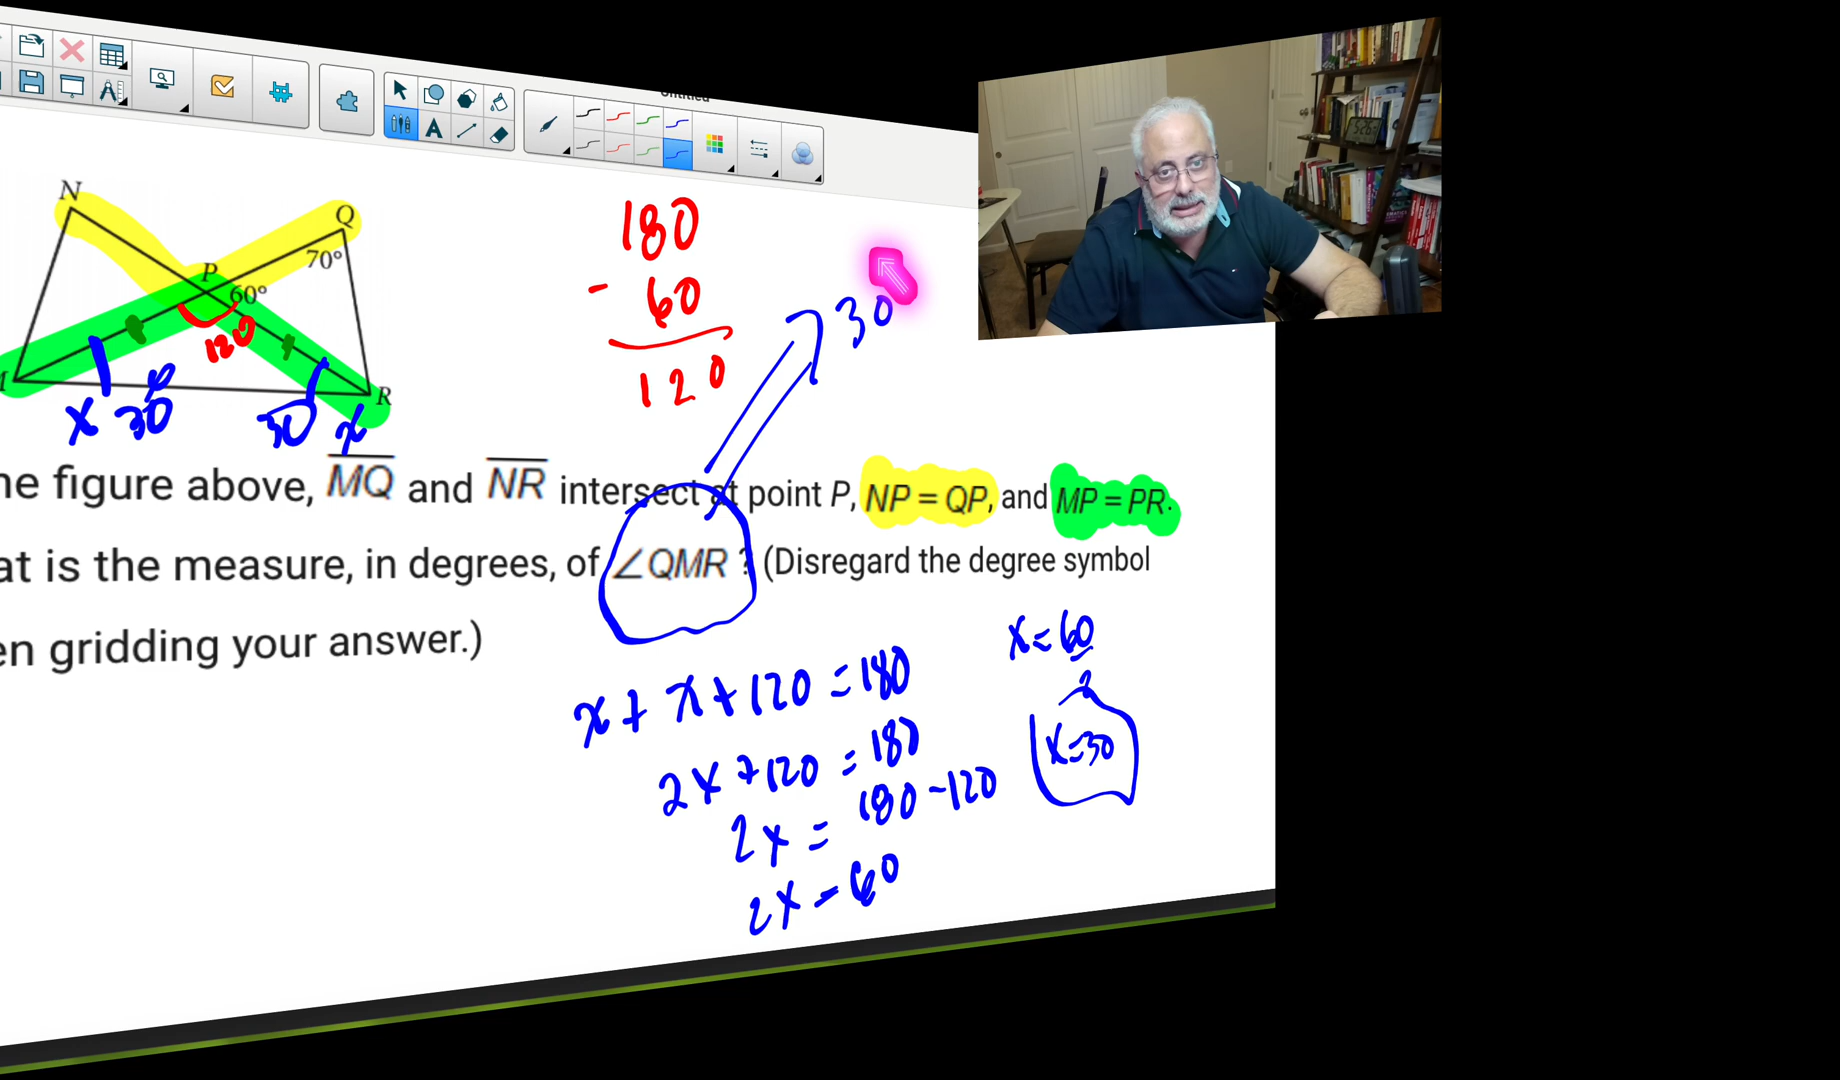 N
Q
70°
P
60°
120
R
x 30
30 x
180
- 60
120
30
he figure above, MQ and NR intersect at point P, NP = QP, and MP = PR.
at is the measure, in degrees, of ∠QMR ? (Disregard the degree symbol
en gridding your answer.)
x + x + 120 = 180
2x + 120 = 180
2x = 180 - 120
2x = 60
x = 60
2
x = 30